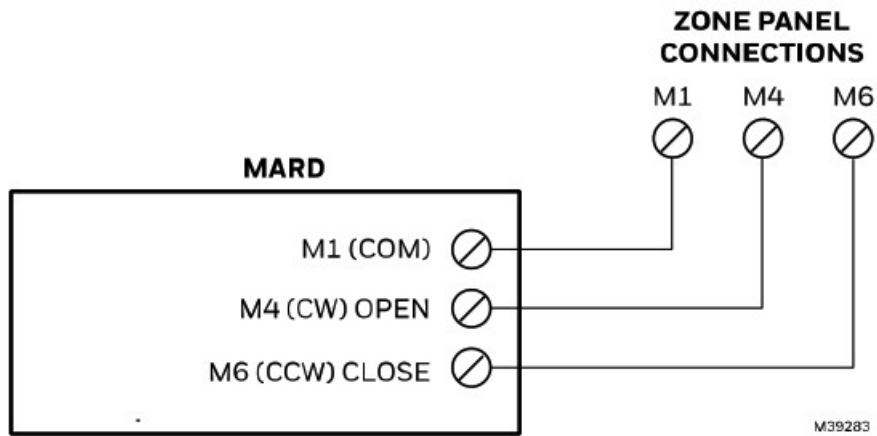 ZONE PANEL
CONNECTIONS
M1 M4 M6
MARD
M1 (COM)
M4 (CW) OPEN
M6 (CCW) CLOSE
M39283